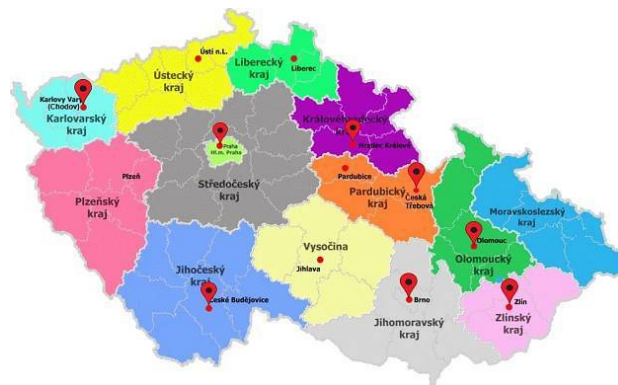 Ústí n.L.
Ústecký
kraj
Liberecký
kraj
Liberec
Karlovy Vary
(Chodov)
Karlovarský
kraj
Královéhradecký
kraj
Hradec Králové
Praha
Hl.m. Praha
Středočeský
kraj
Plzeň
Plzeňský
kraj
Pardubice
Pardubický
kraj
Česká
Třebová
Moravskoslezský
kraj
Olomouc
Olomoucký
kraj
Vysočina
Jihlava
Jihočeský
kraj
České Budějovice
Brno
Jihomoravský
kraj
Zlín
Zlínský
kraj